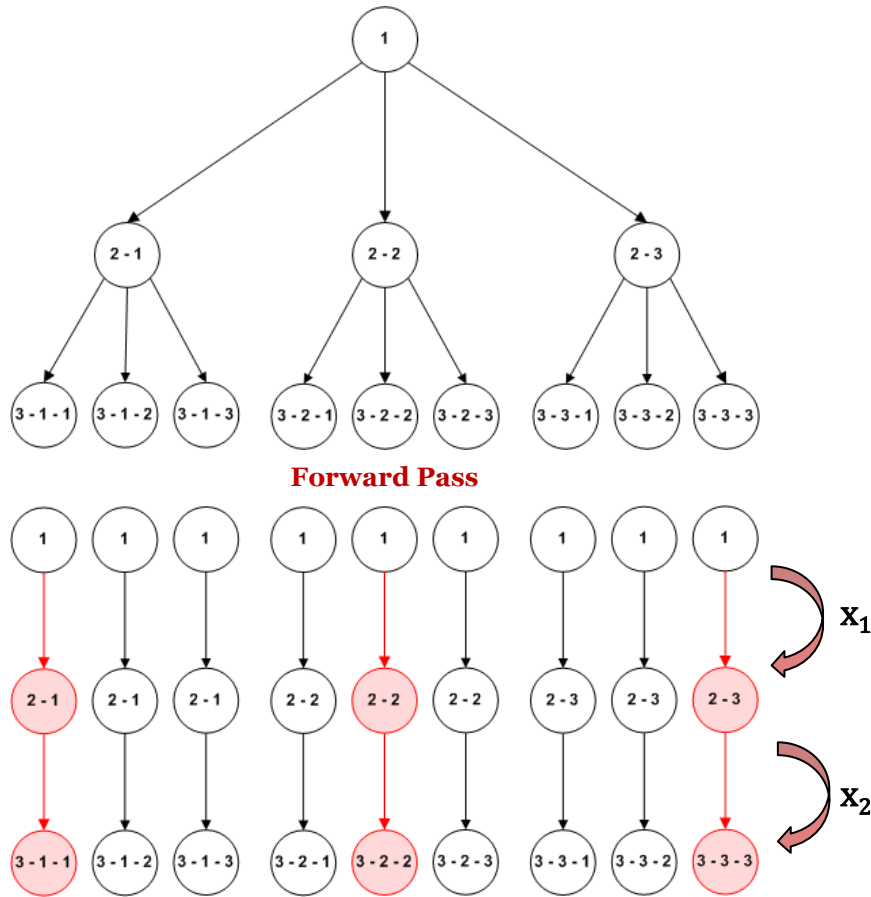 1
2 - 1 2 - 2 2 - 3
3 - 1 - 1 3 - 1 - 2 3 - 1 - 3 3 - 2 - 1 3 - 2 - 2 3 - 2 - 3 3 - 3 - 1 3 - 3 - 2 3 - 3 - 3
Forward Pass
1 1 1 1 1 1 1 1 1
x₁
2 - 1 2 - 1 2 - 1 2 - 2 2 - 2 2 - 2 2 - 3 2 - 3 2 - 3
x₂
3 - 1 - 1 3 - 1 - 2 3 - 1 - 3 3 - 2 - 1 3 - 2 - 2 3 - 2 - 3 3 - 3 - 1 3 - 3 - 2 3 - 3 - 3